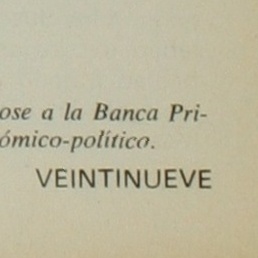 ose a la Banca Pri-
ómico-político.
VEINTINUEVE